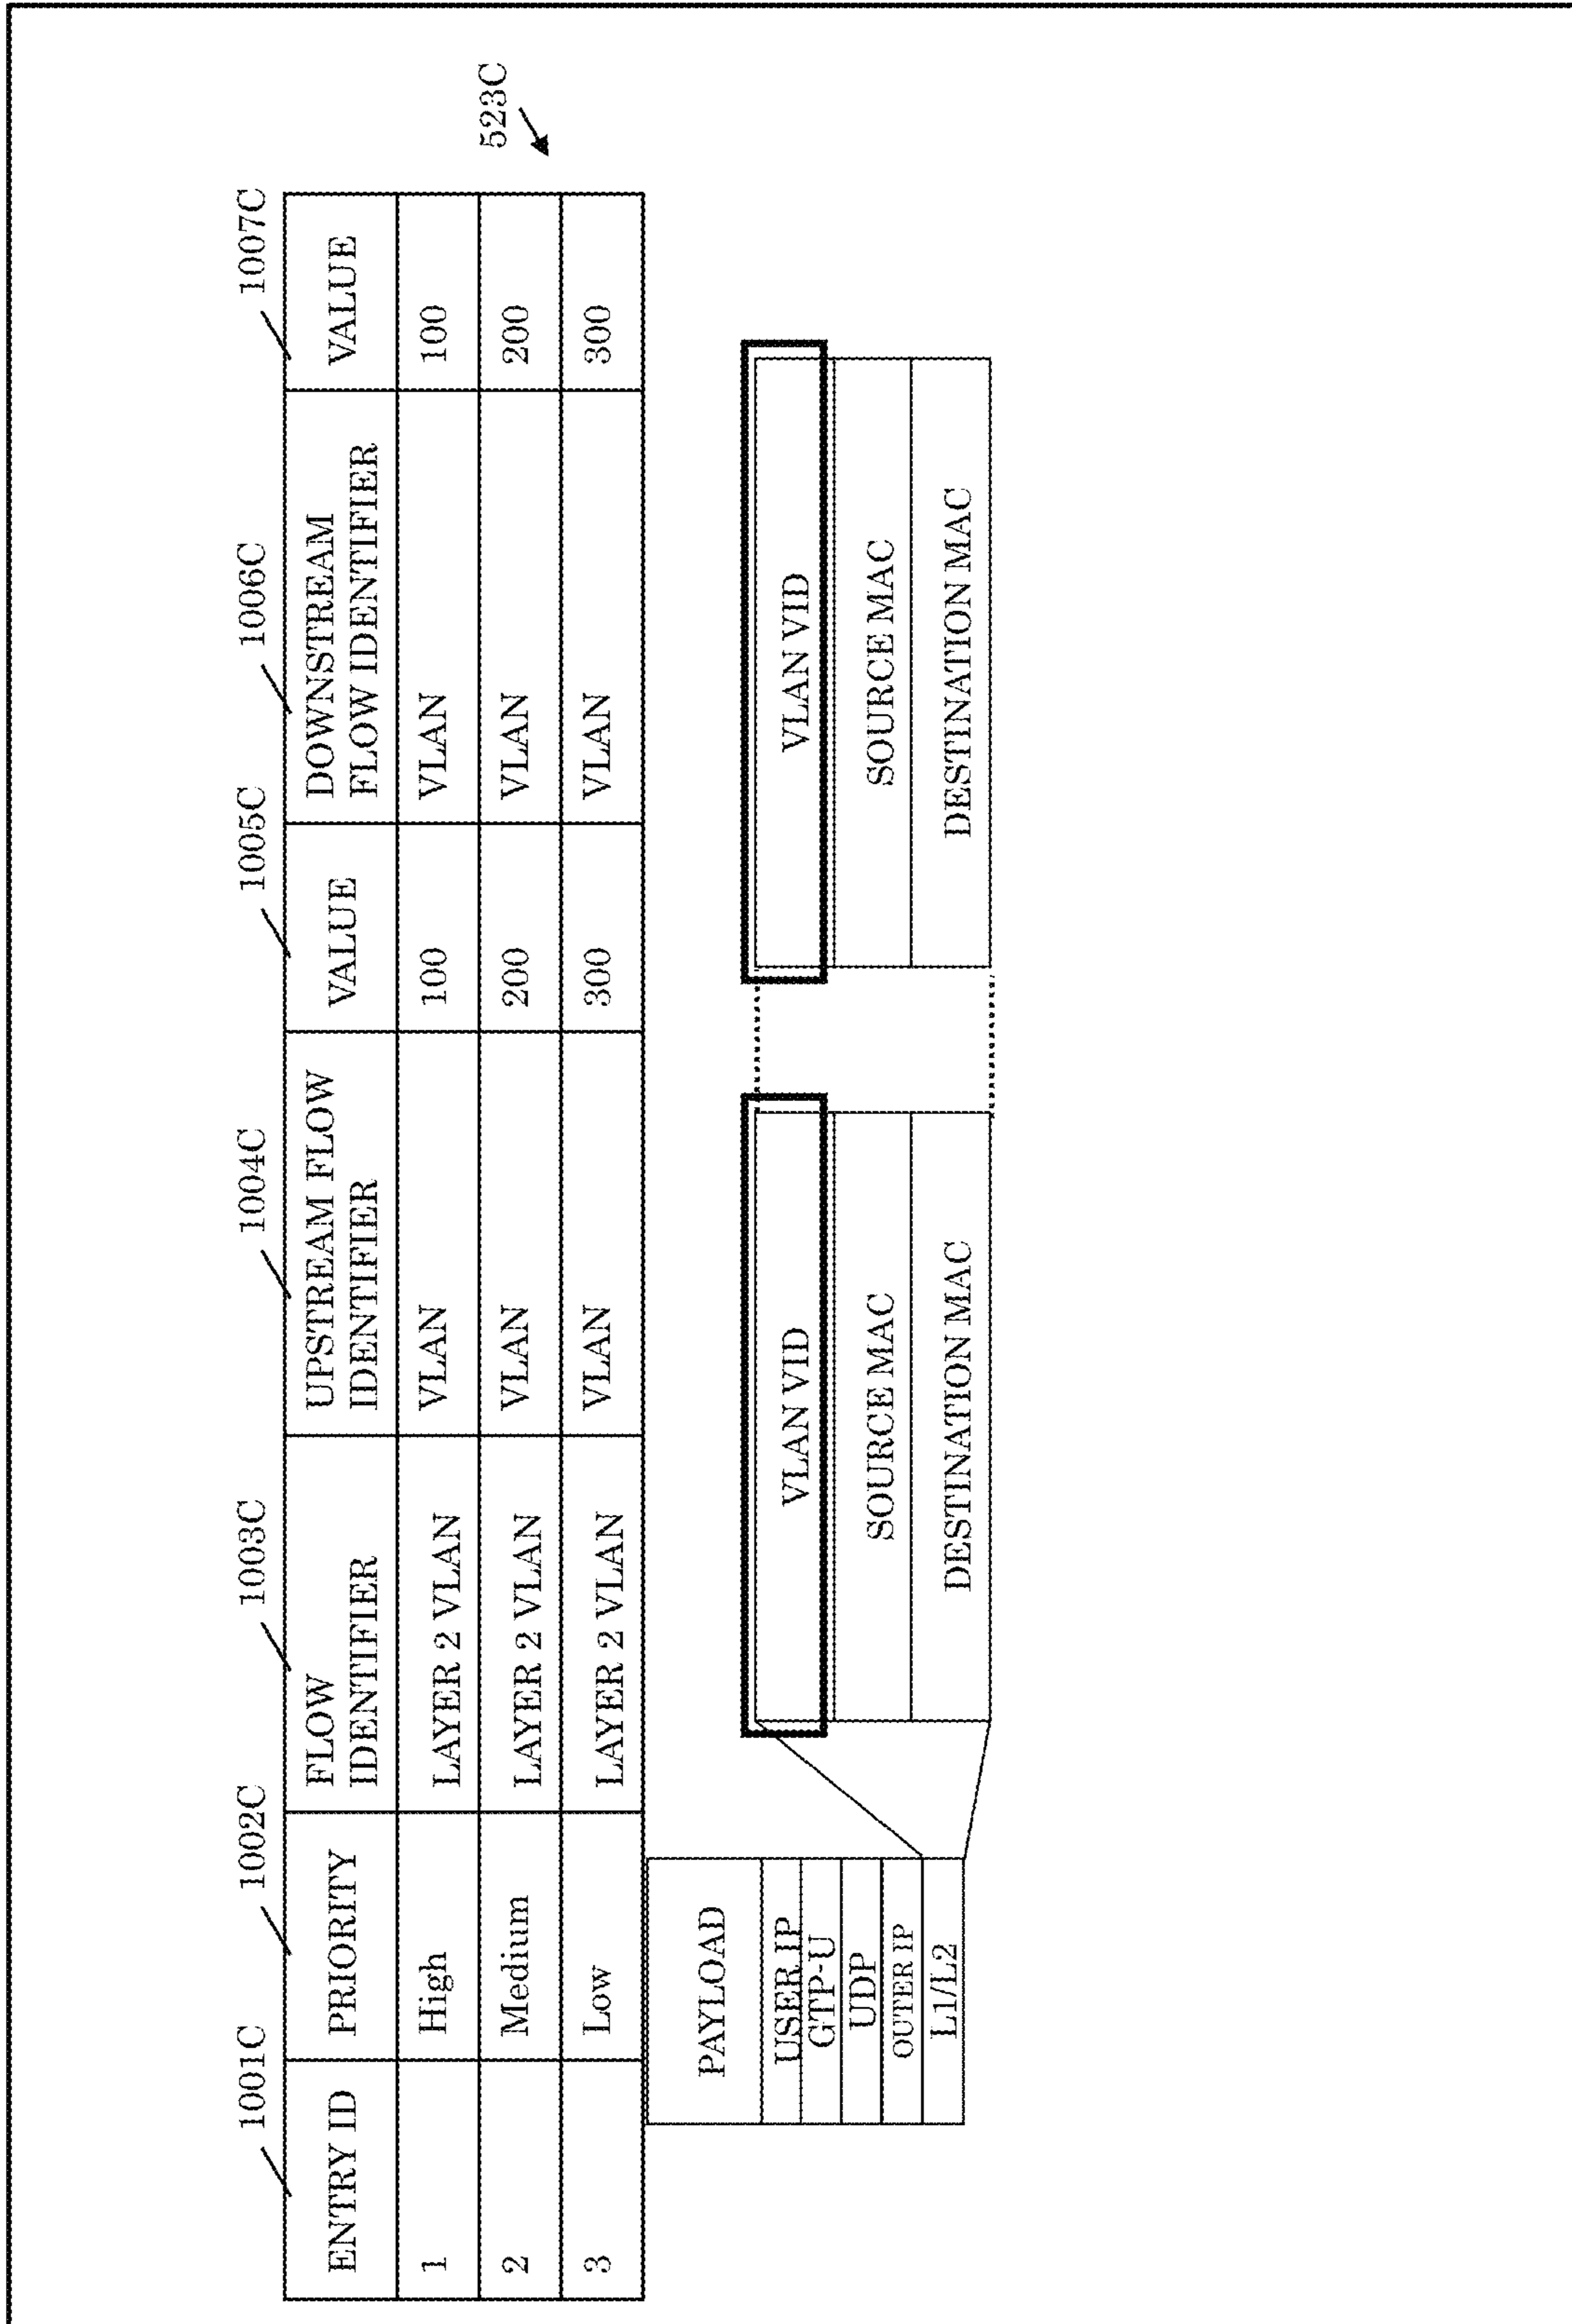 523C
1001C 1002C 1003C 1004C 1005C 1006C 1007C
ENTRY ID PRIORITY FLOW IDENTIFIER UPSTREAM FLOW IDENTIFIER VALUE DOWNSTREAM FLOW IDENTIFIER VALUE
1 High LAYER 2 VLAN VLAN 100 VLAN 100
2 Medium LAYER 2 VLAN VLAN 200 VLAN 200
3 Low LAYER 2 VLAN VLAN 300 VLAN 300
PAYLOAD
USER IP
GTP-U
UDP
OUTER IP
L1/L2
VLAN VID
SOURCE MAC
DESTINATION MAC
VLAN VID
SOURCE MAC
DESTINATION MAC